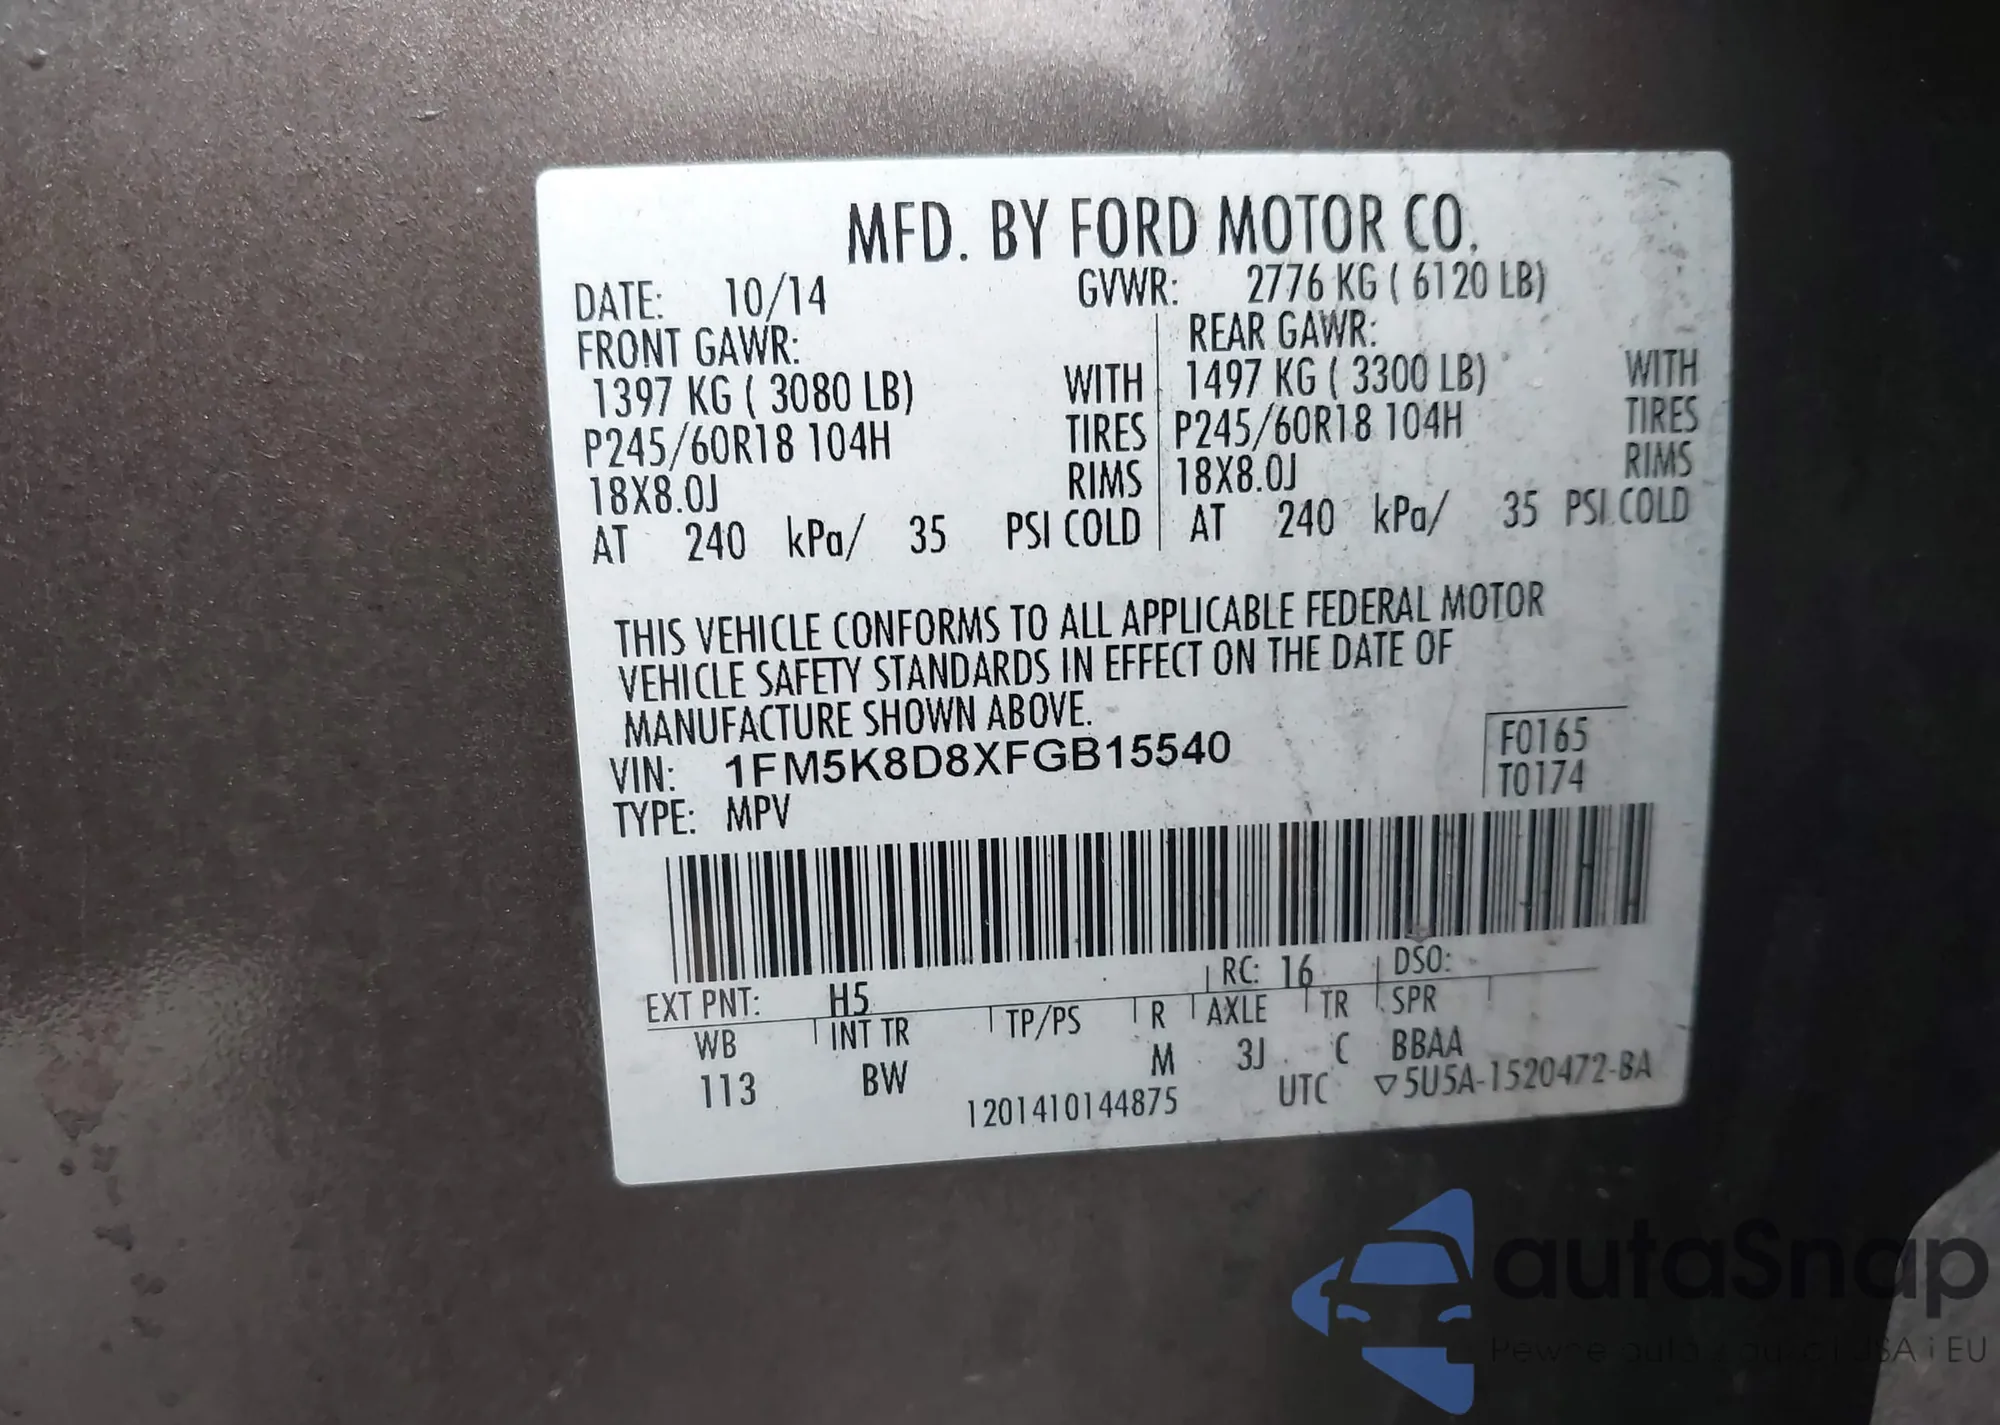 MFD. BY FORD MOTOR CO.
DATE: 10/14 GVWR: 2776 KG ( 6120 LB)
FRONT GAWR: REAR GAWR:
1397 KG ( 3080 LB) WITH 1497 KG ( 3300 LB) WITH
P245/60R18 104H TIRES P245/60R18 104H TIRES
18X8.0J RIMS 18X8.0J RIMS
AT 240 kPa/ 35 PSI COLD AT 240 kPa/ 35 PSI COLD
THIS VEHICLE CONFORMS TO ALL APPLICABLE FEDERAL MOTOR
VEHICLE SAFETY STANDARDS IN EFFECT ON THE DATE OF
MANUFACTURE SHOWN ABOVE.
VIN: 1FM5K8D8XFGB15540 F0165
TYPE: MPV T0174
EXT PNT: H5 RC: 16 DSO:
WB INT TR TP/PS R AXLE TR SPR
113 BW M 3J C BBAA
1201410144875 UTC ▽5U5A-1520472-BA
autaSnap
Pewne auto z USA i EU